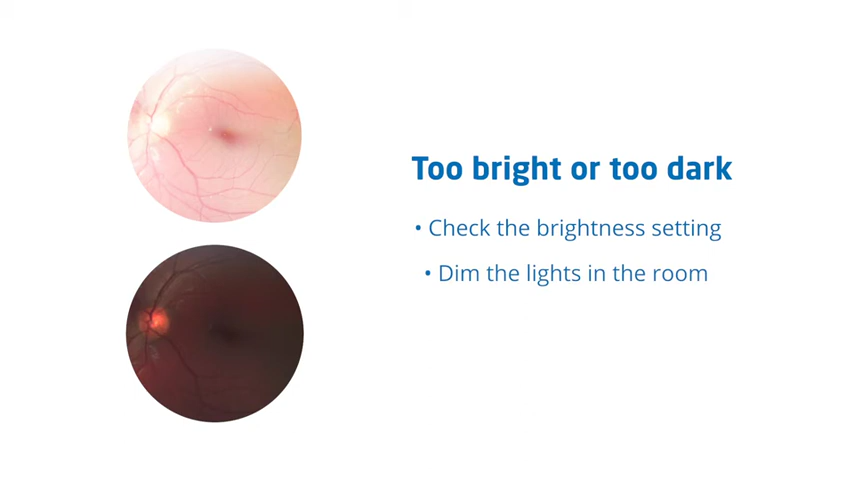 Too bright or too dark
• Check the brightness setting
• Dim the lights in the room